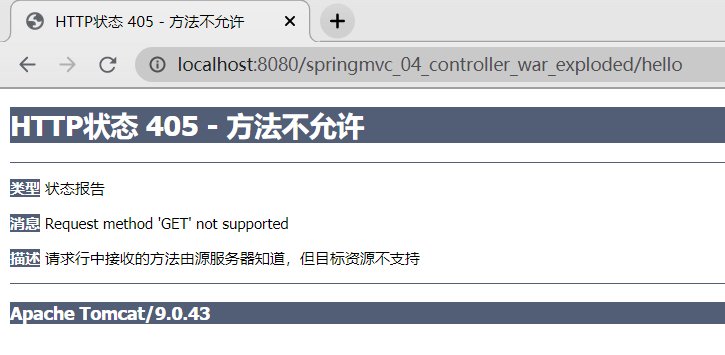 HTTP状态 405 - 方法不允许
localhost:8080/springmvc_04_controller_war_exploded/hello
HTTP状态 405 - 方法不允许
类型 状态报告
消息 Request method 'GET' not supported
描述 请求行中接收的方法由源服务器知道，但目标资源不支持
Apache Tomcat/9.0.43